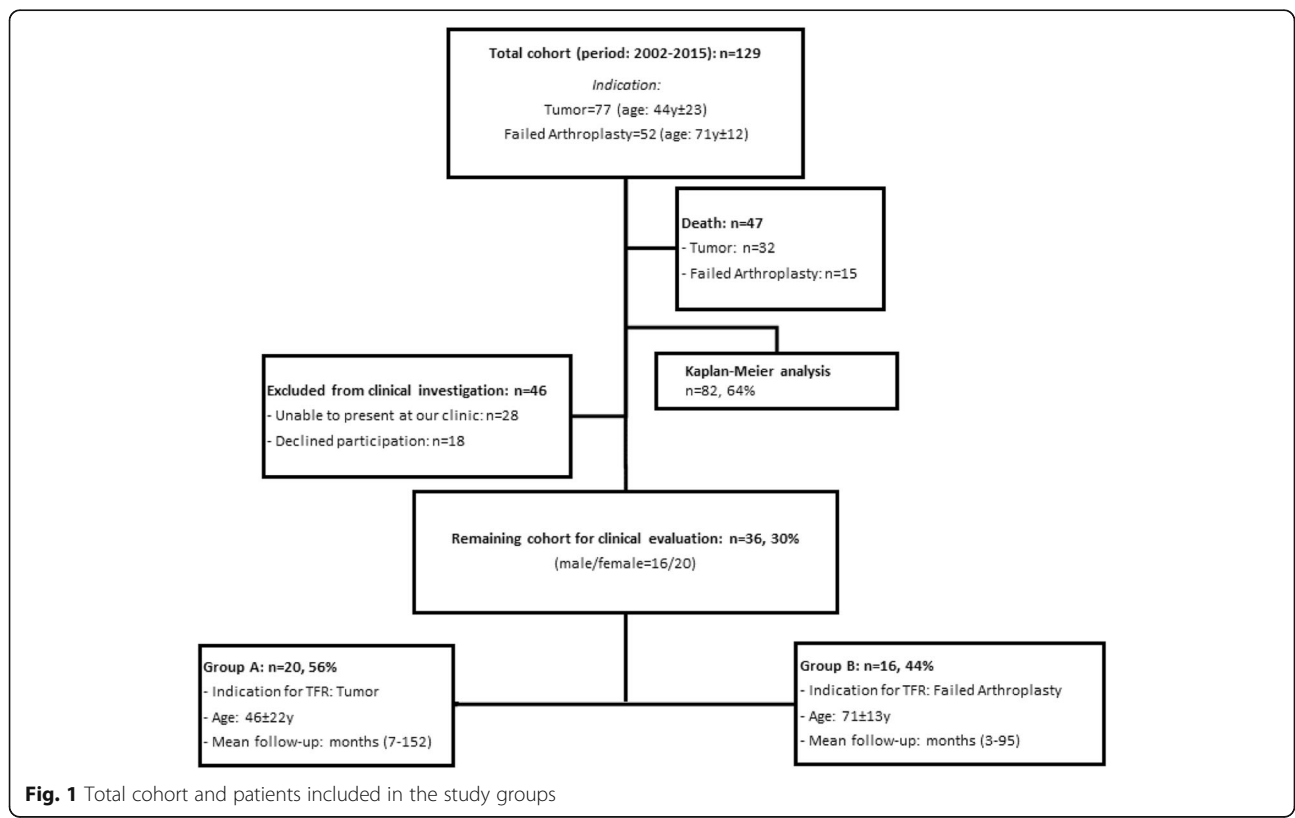 Total cohort (period: 2002-2015): n=129
Indication:
Tumor=77 (age: 44y±23)
Failed Arthroplasty=52 (age: 71y±12)
Death: n=47
- Tumor: n=32
- Failed Arthroplasty: n=15
Kaplan-Meier analysis
n=82, 64%
Excluded from clinical investigation: n=46
- Unable to present at our clinic: n=28
- Declined participation: n=18
Remaining cohort for clinical evaluation: n=36, 30%
(male/female=16/20)
Group A: n=20, 56%
- Indication for TFR: Tumor
- Age: 46±22y
- Mean follow-up: months (7-152)
Group B: n=16, 44%
- Indication for TFR: Failed Arthroplasty
- Age: 71±13y
- Mean follow-up: months (3-95)
Fig. 1 Total cohort and patients included in the study groups